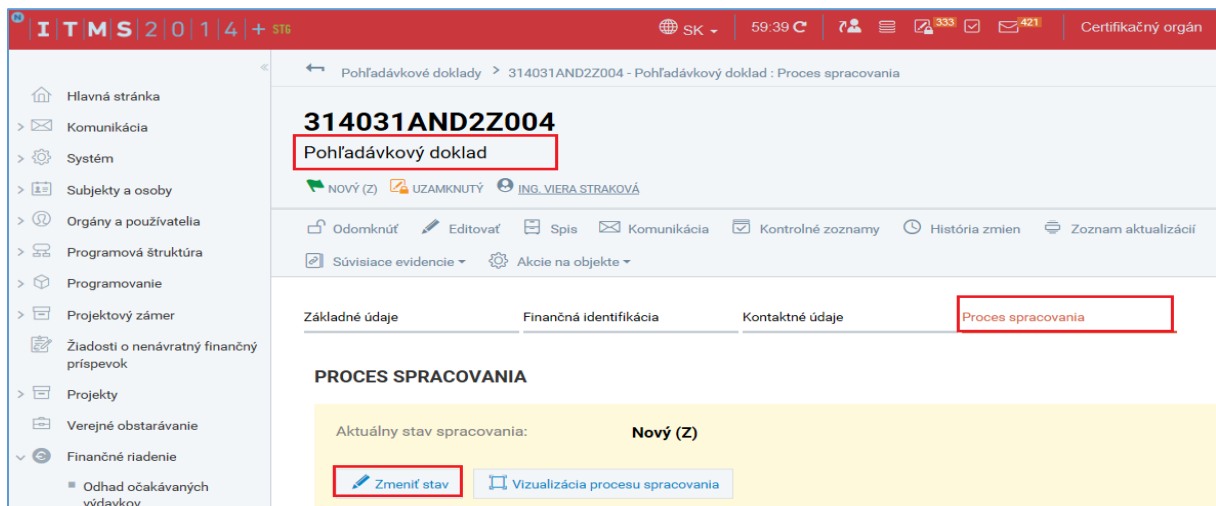 ITMS2014+ STG
SK 59:39 333 421 Certifikačný orgán
Pohľadávkové doklady > 314031AND2Z004 - Pohľadávkový doklad : Proces spracovania
Hlavná stránka
Komunikácia
Systém
Subjekty a osoby
Orgány a používatelia
Programová štruktúra
Programovanie
Projektový zámer
Žiadosti o nenávratný finančný
príspevok
Projekty
Verejné obstarávanie
Finančné riadenie
Odhad očakávaných
výdavkov
314031AND2Z004
Pohľadávkový doklad
NOVÝ (Z) UZAMKNUTÝ ING. VIERA STRAKOVÁ
Odomknúť Editovať Spis Komunikácia Kontrolné zoznamy História zmien Zoznam aktualizácií
Súvisiace evidencie Akcie na objekte
Základné údaje Finančná identifikácia Kontaktné údaje Proces spracovania
PROCES SPRACOVANIA
Aktuálny stav spracovania: Nový (Z)
Zmeniť stav Vizualizácia procesu spracovania